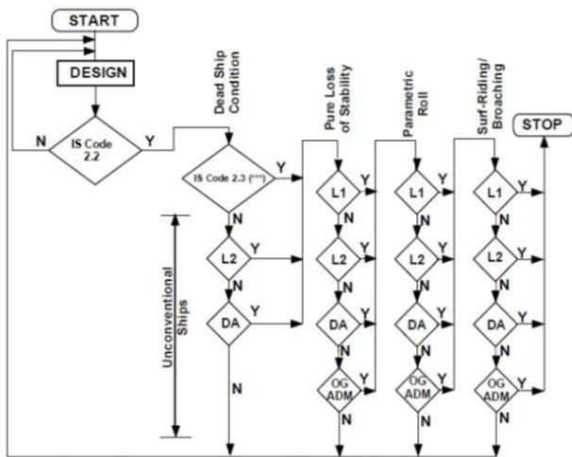 START
DESIGN
N
IS Code
2.2
Y
Dead Ship
Condition
IS Code 2.3 (***)
Y
N
L2
Y
N
DA
Y
N
Unconventional
Ships
Pure Loss
of Stability
L1
Y
N
L2
Y
N
DA
Y
N
OG
ADM
Y
N
Parametric
Roll
L1
Y
N
L2
Y
N
DA
Y
N
OG
ADM
Y
N
Surf-Riding/
Broaching
L1
Y
N
L2
Y
N
DA
Y
N
OG
ADM
Y
N
STOP